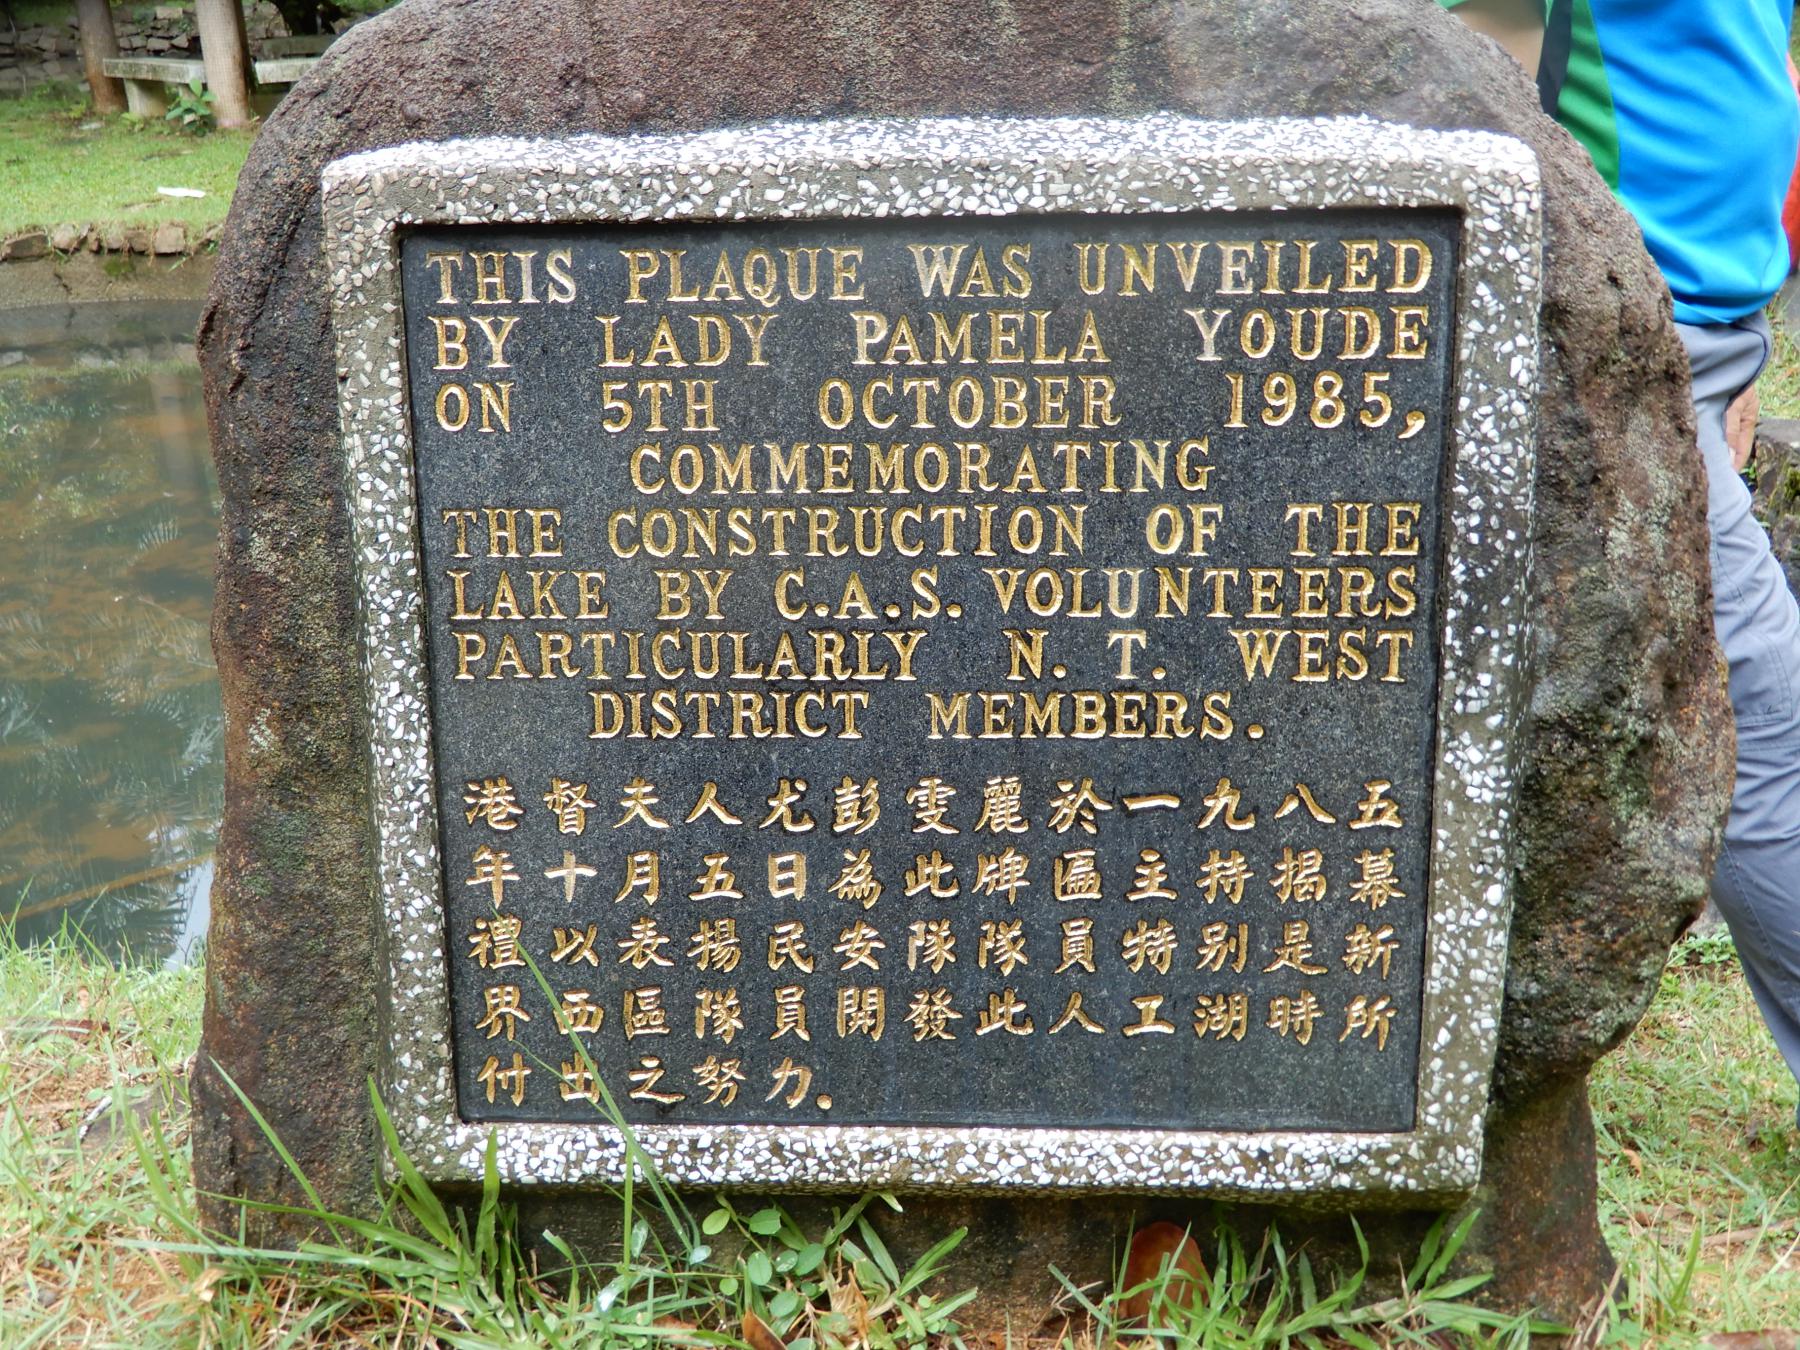 THIS PLAQUE WAS UNVEILED
BY LADY PAMELA YOUDE
ON 5TH OCTOBER 1985,
COMMEMORATING
THE CONSTRUCTION OF THE
LAKE BY C.A.S. VOLUNTEERS
PARTICULARLY N. T. WEST
DISTRICT MEMBERS.
港督夫人尤彭雯麗於一九八五
年十月五日為此牌匾主持揭幕
禮以表揚民安隊隊員特别是新
界西區隊員開發此人工湖時所
付出之努力.